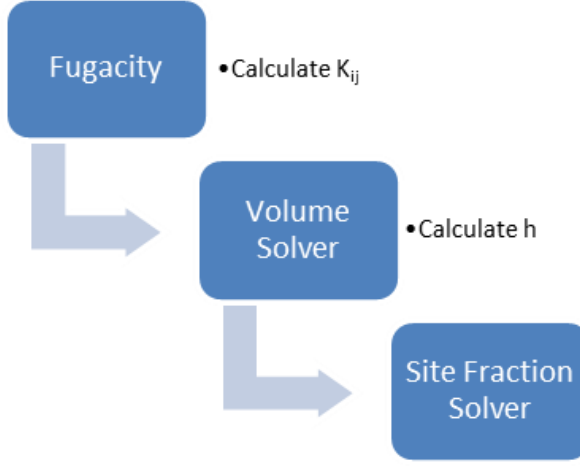 Fugacity
•Calculate Kij
Volume
Solver
•Calculate h
Site Fraction
Solver